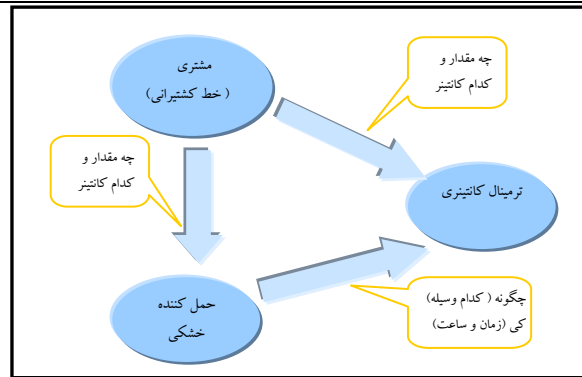 مشتری
( خط کشتیرانی)
چه مقدار و
کدام کانتینر
چه مقدار و
کدام کانتینر
ترمینال کانتینری
حمل کننده
خشکی
چگونه ( کدام وسیله)
کی (زمان و ساعت)